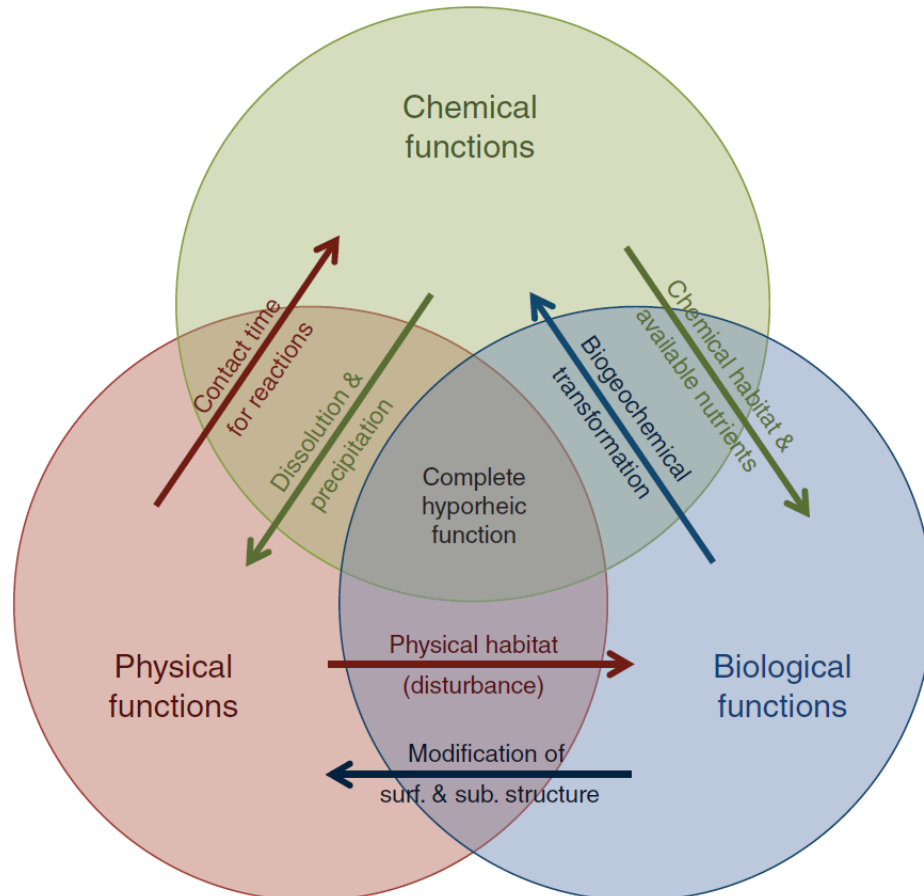 Chemical
functions
Contact time
for reactions
Dissolution &
precipitation
Biogeochemical
transformation
Chemical habitat &
available nutrients
Complete
hyporheic
function
Physical
functions
Physical habitat
(disturbance)
Biological
functions
Modification of
surf. & sub. structure